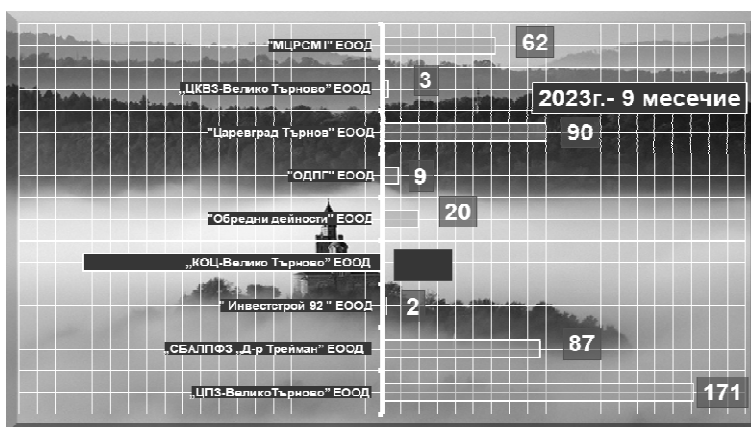 "МЦРСМ I" ЕООД
62
„ЦКВЗ-Велико Търново” ЕООД
3
2023г.- 9 месечие
"Царевград Търнов" ЕООД
90
"ОДПГ" ЕООД
9
"Обредни дейности" ЕООД
20
„КОЦ-Велико Търново” ЕООД
" Инвестстрой 92 " ЕООД
2
„СБАЛПФЗ „Д-р Трейман” ЕООД
87
„ЦПЗ-ВеликоТърново” ЕООД
171